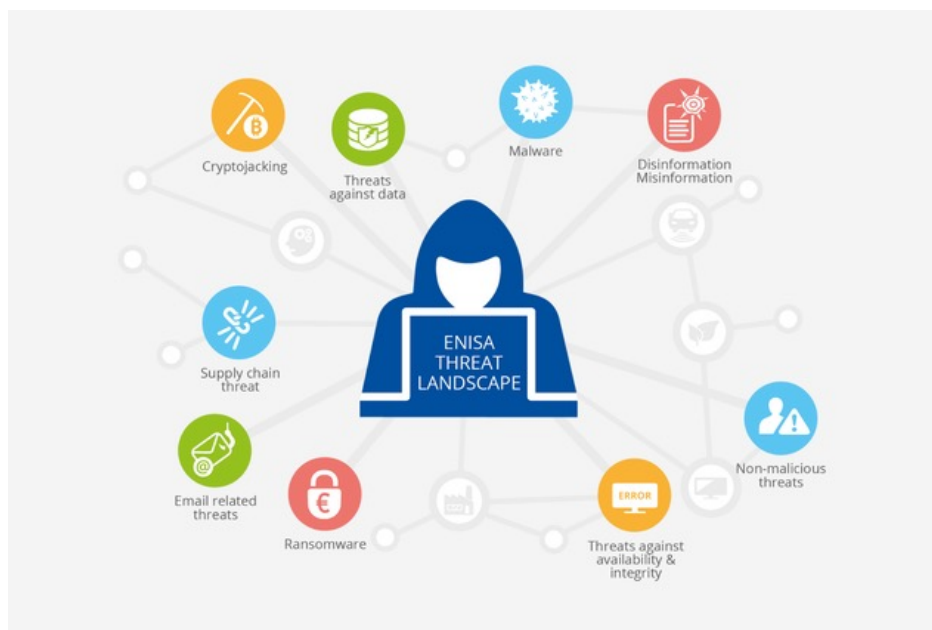 Cryptojacking
Threats
against data
Malware
Disinformation
Misinformation
ENISA
THREAT
LANDSCAPE
Supply chain
threat
@
Email related
threats
€
Ransomware
ERROR
Threats against
availability &
integrity
Non-malicious
threats